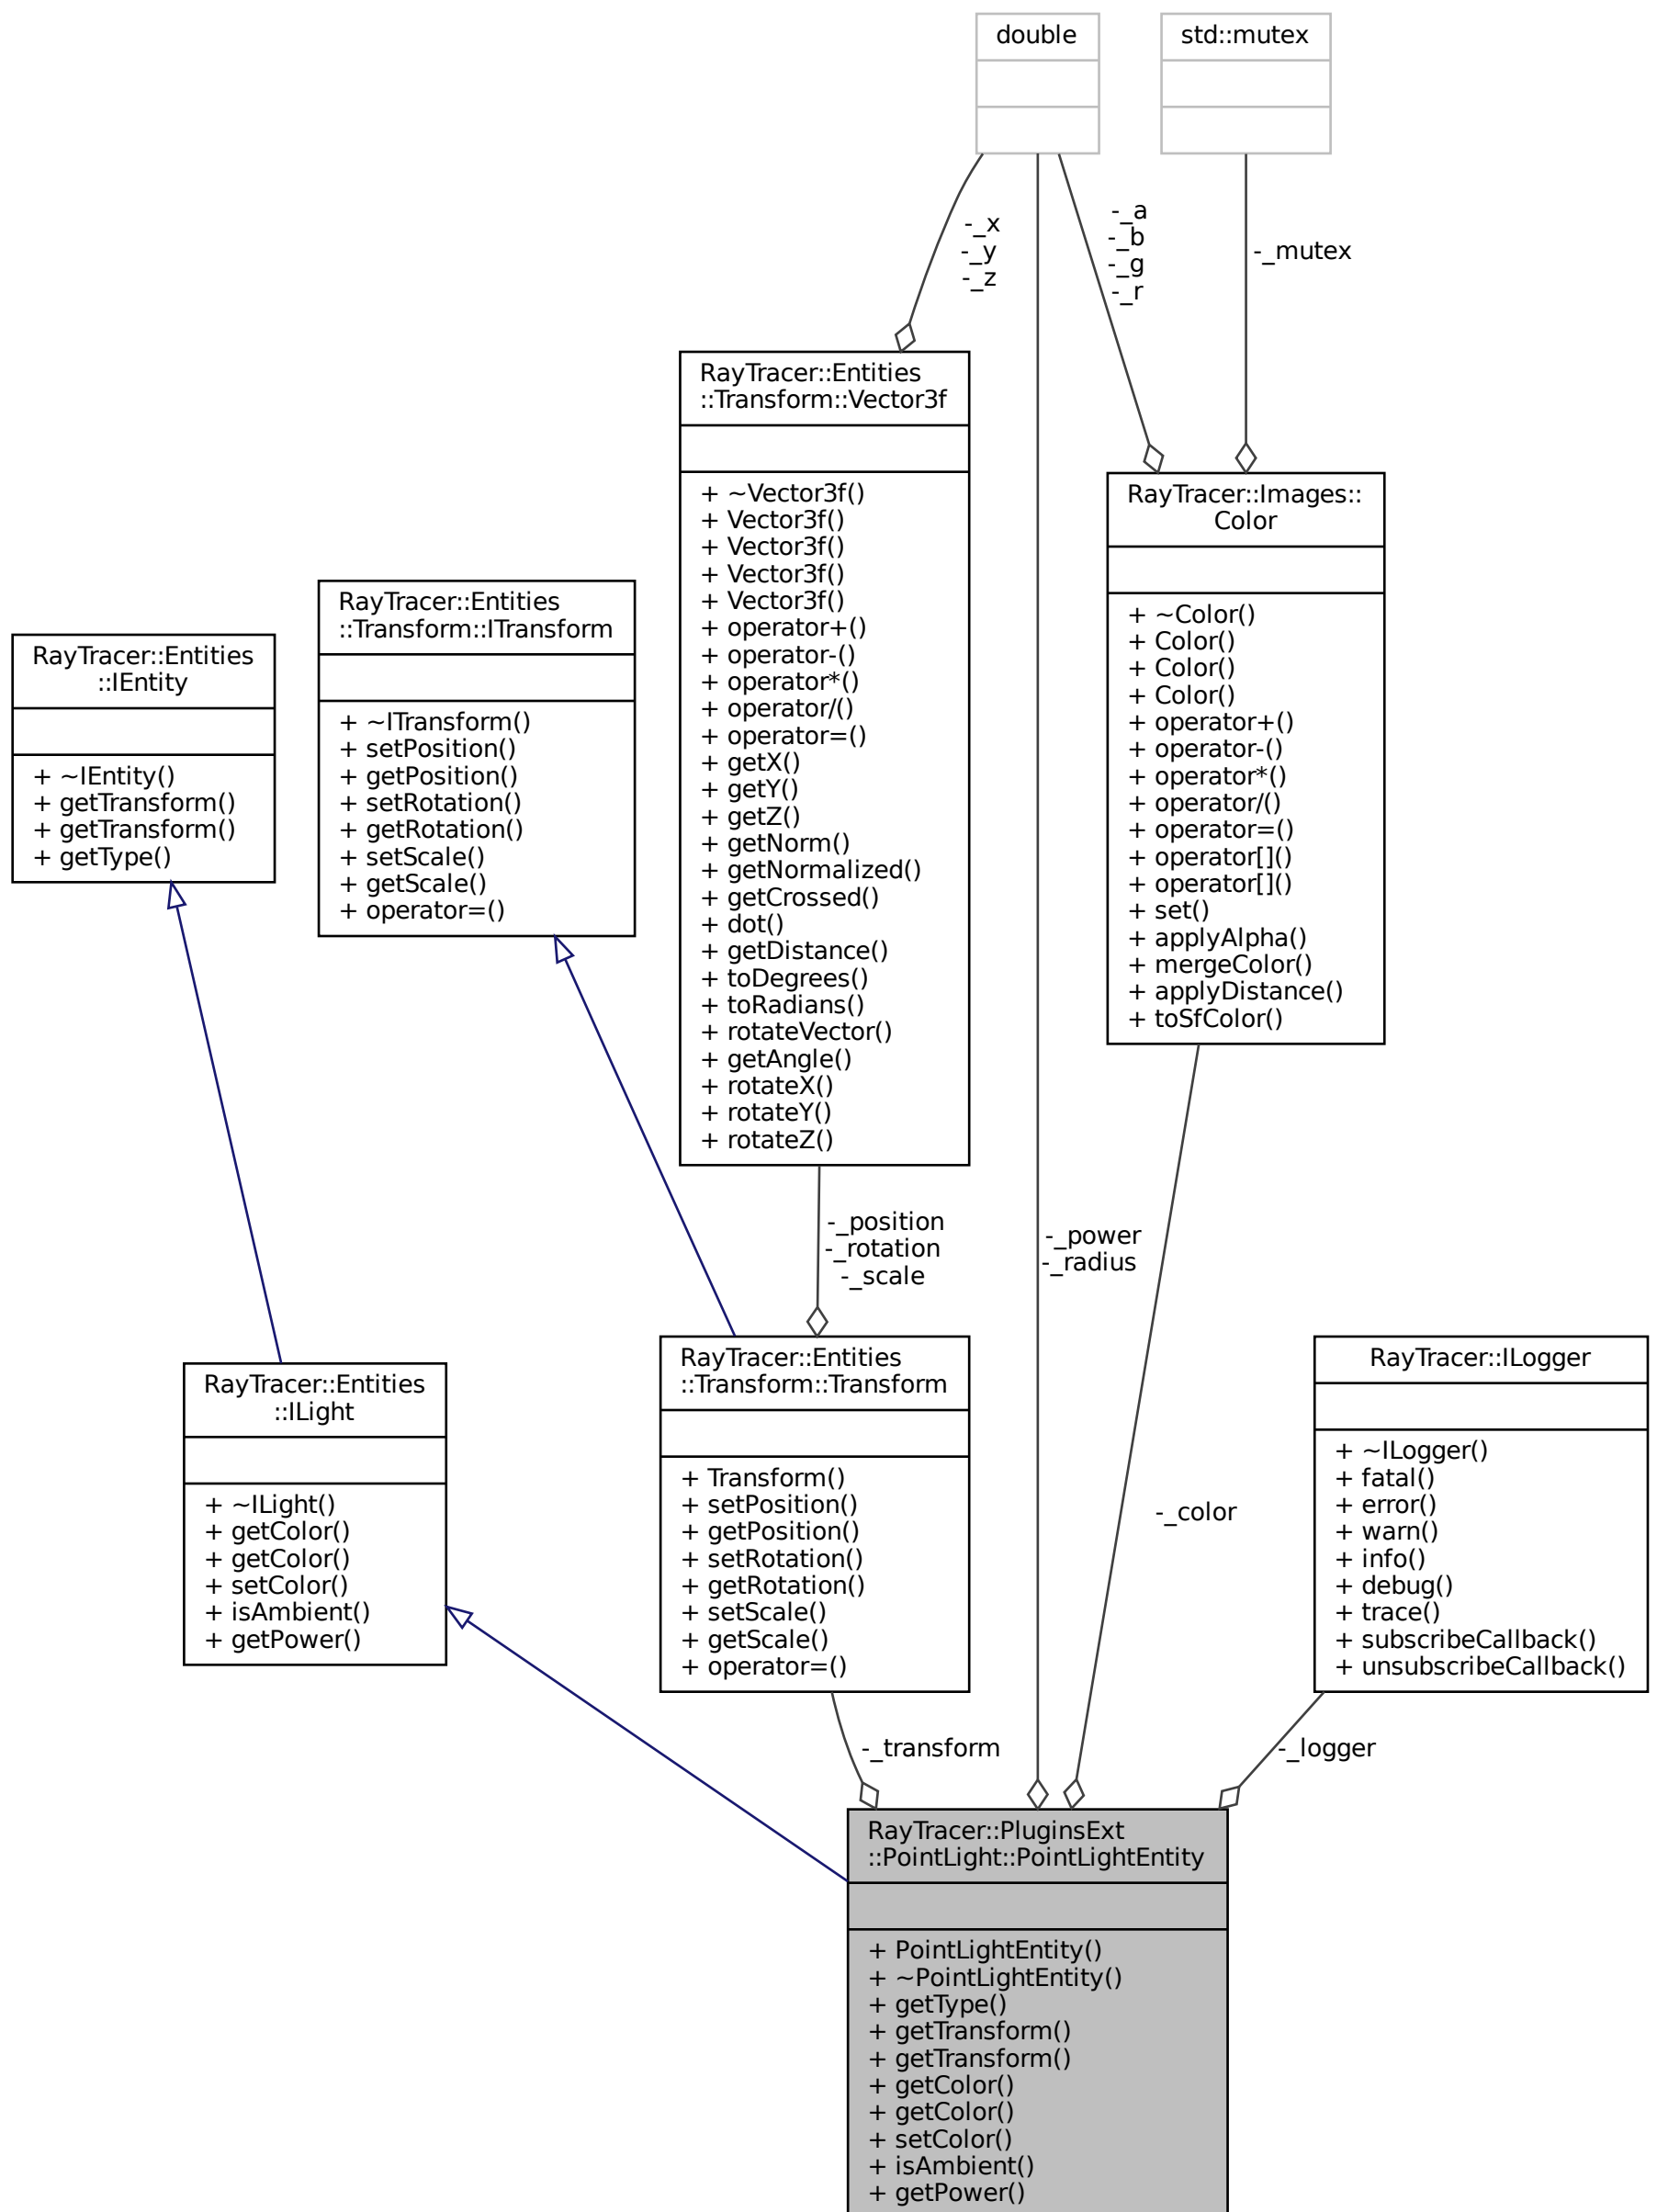 double
std::mutex
-_x
-_y
-_z
-_a
-_b
-_g
-_r
-_mutex
RayTracer::Entities
::Transform::Vector3f
+ ~Vector3f()
+ Vector3f()
+ Vector3f()
+ Vector3f()
+ Vector3f()
+ operator+()
+ operator-()
+ operator*()
+ operator/()
+ operator=()
+ getX()
+ getY()
+ getZ()
+ getNorm()
+ getNormalized()
+ getCrossed()
+ dot()
+ getDistance()
+ toDegrees()
+ toRadians()
+ rotateVector()
+ getAngle()
+ rotateX()
+ rotateY()
+ rotateZ()
RayTracer::Images::
Color
+ ~Color()
+ Color()
+ Color()
+ Color()
+ operator+()
+ operator-()
+ operator*()
+ operator/()
+ operator=()
+ operator[]()
+ operator[]()
+ set()
+ applyAlpha()
+ mergeColor()
+ applyDistance()
+ toSfColor()
RayTracer::Entities
::Transform::ITransform
+ ~ITransform()
+ setPosition()
+ getPosition()
+ setRotation()
+ getRotation()
+ setScale()
+ getScale()
+ operator=()
RayTracer::Entities
::IEntity
+ ~IEntity()
+ getTransform()
+ getTransform()
+ getType()
-_position
-_rotation
-_scale
-_power
-_radius
RayTracer::Entities
::ILight
+ ~ILight()
+ getColor()
+ getColor()
+ setColor()
+ isAmbient()
+ getPower()
RayTracer::Entities
::Transform::Transform
+ Transform()
+ setPosition()
+ getPosition()
+ setRotation()
+ getRotation()
+ setScale()
+ getScale()
+ operator=()
-_color
RayTracer::ILogger
+ ~ILogger()
+ fatal()
+ error()
+ warn()
+ info()
+ debug()
+ trace()
+ subscribeCallback()
+ unsubscribeCallback()
-_transform
-_logger
RayTracer::PluginsExt
::PointLight::PointLightEntity
+ PointLightEntity()
+ ~PointLightEntity()
+ getType()
+ getTransform()
+ getTransform()
+ getColor()
+ getColor()
+ setColor()
+ isAmbient()
+ getPower()